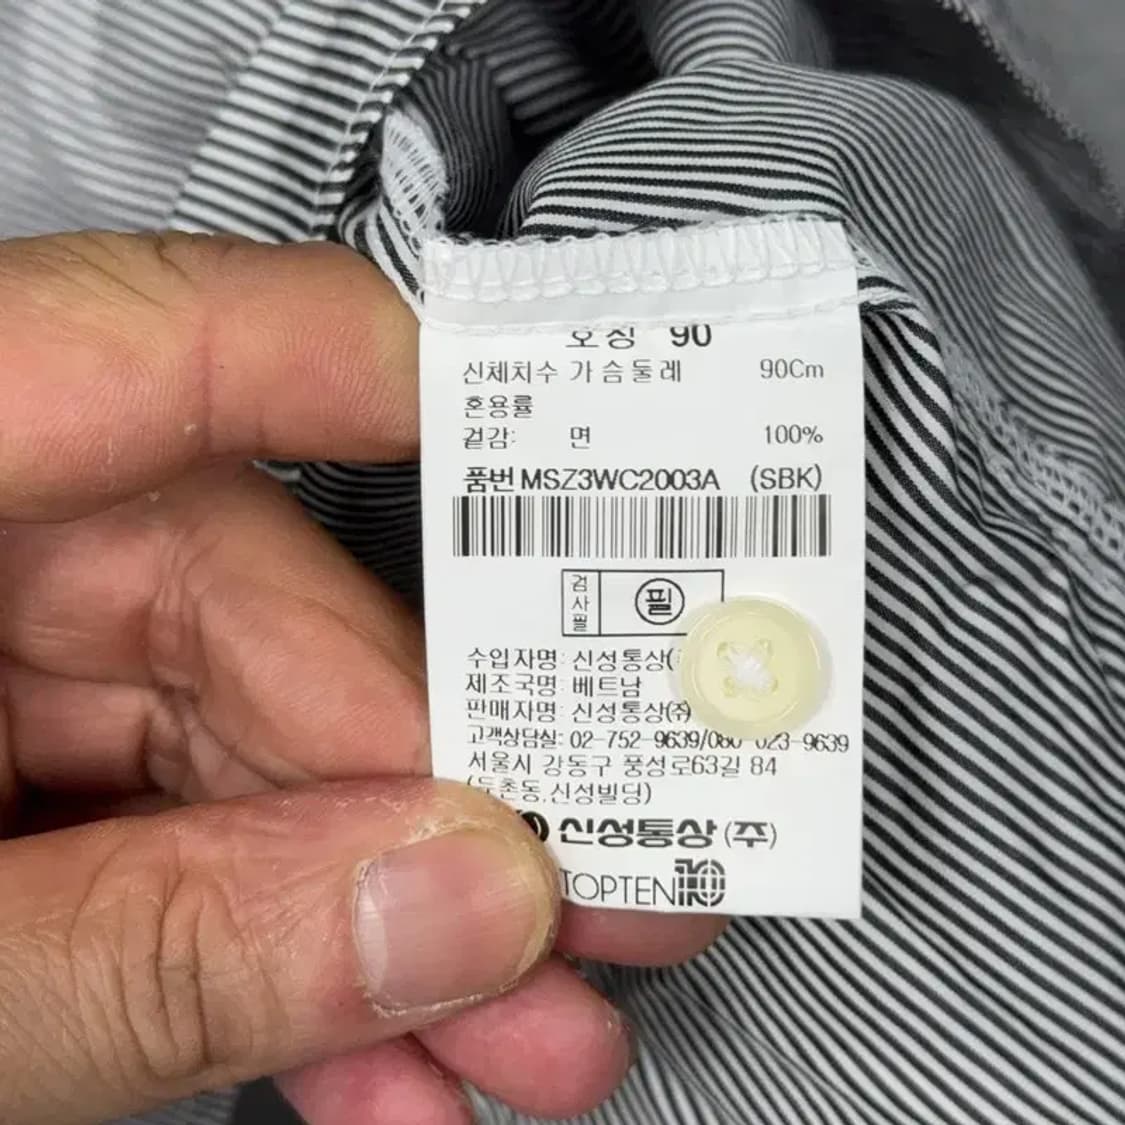 호칭 90
신체치수 가슴둘레 90Cm
혼용률
겉감: 면 100%
품번 MSZ3WC2003A (SBK)
검사필 필
수입자명: 신성통상(
제조국명: 베트남
판매자명: 신성통상(주)
고객상담실: 02-752-9639/080-023-9639
서울시 강동구 풍성로63길 84
(둔촌동,신성빌딩)
신성통상(주)
TOPTEN10